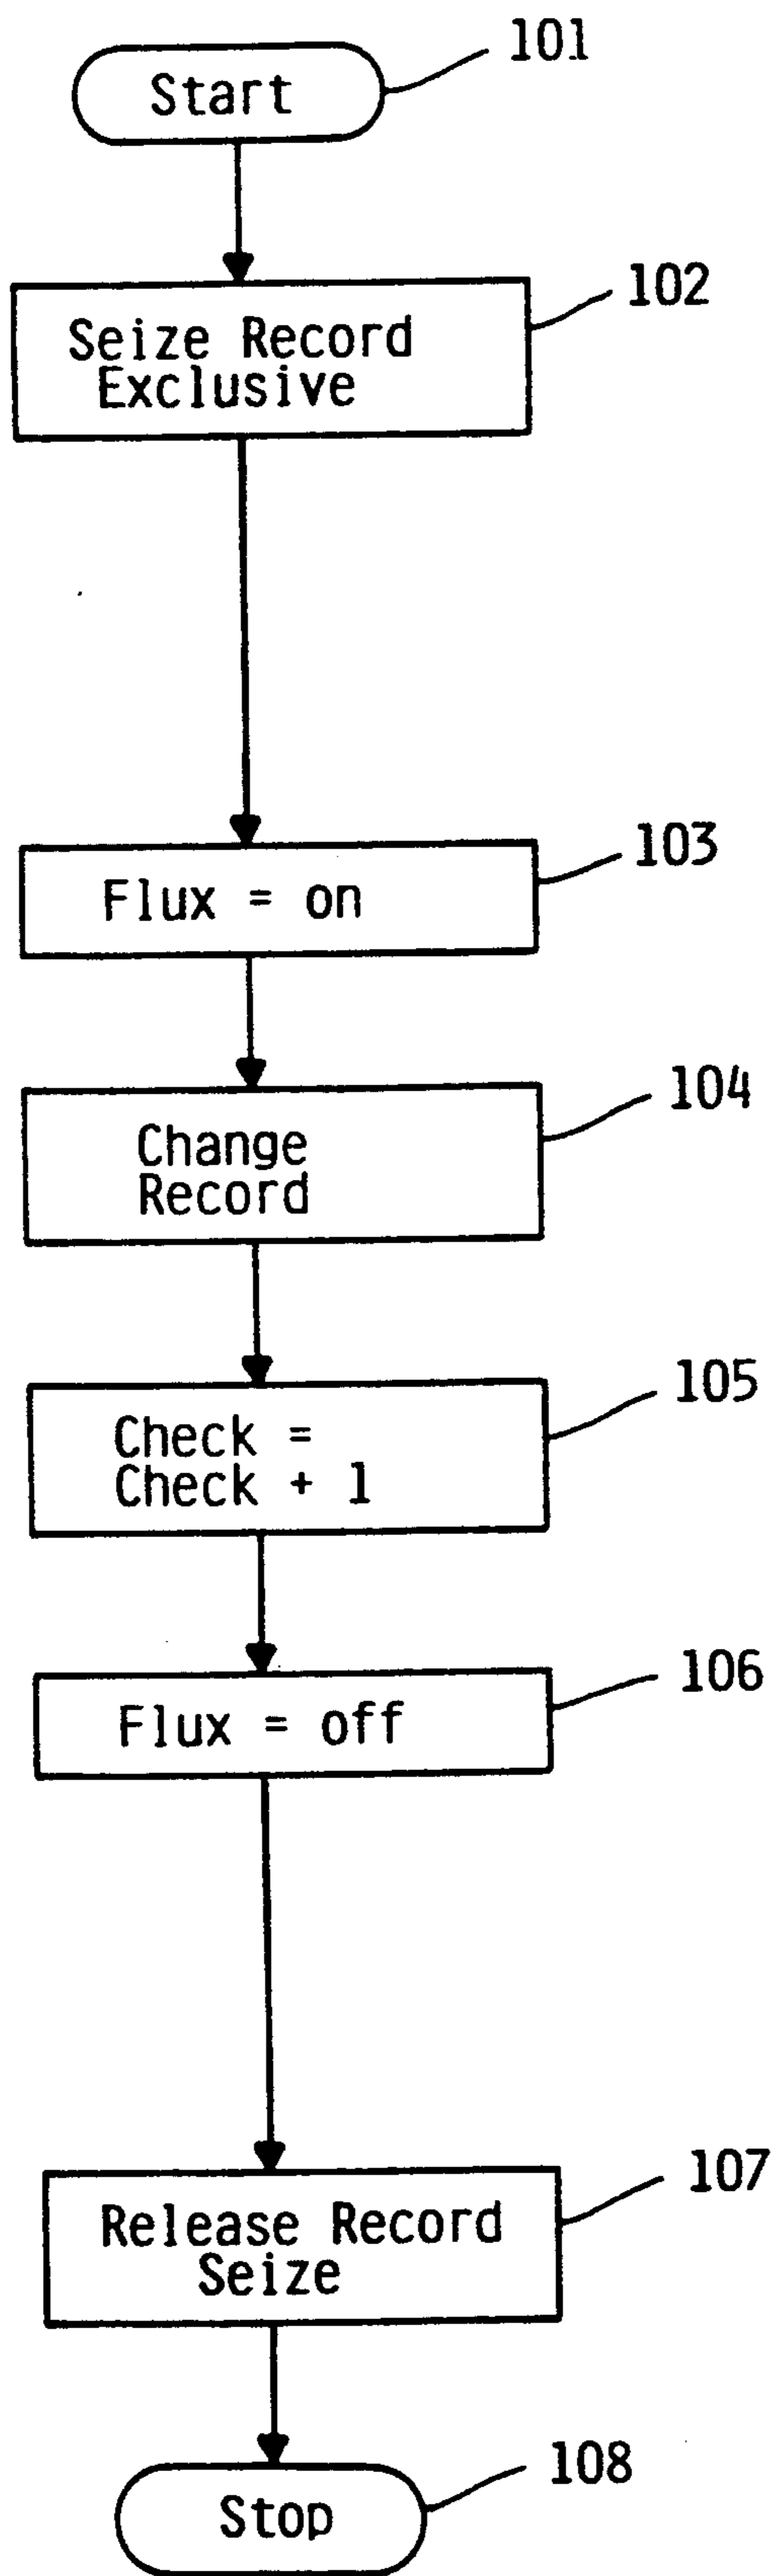 Start
101
Seize Record
Exclusive
102
Flux = on
103
Change
Record
104
Check =
Check + 1
105
Flux = off
106
Release Record
Seize
107
Stop
108